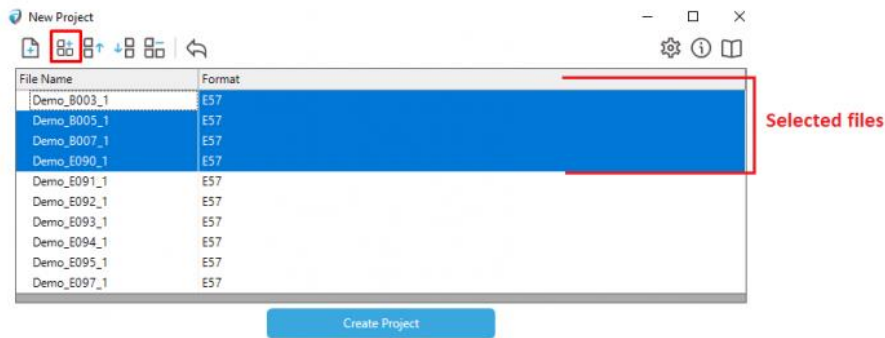 New Project
File Name Format
Demo_B003_1 E57
Demo_B005_1 E57
Demo_B007_1 E57
Demo_E090_1 E57
Demo_E091_1 E57
Demo_E092_1 E57
Demo_E093_1 E57
Demo_E094_1 E57
Demo_E095_1 E57
Demo_E097_1 E57
Selected files
Create Project